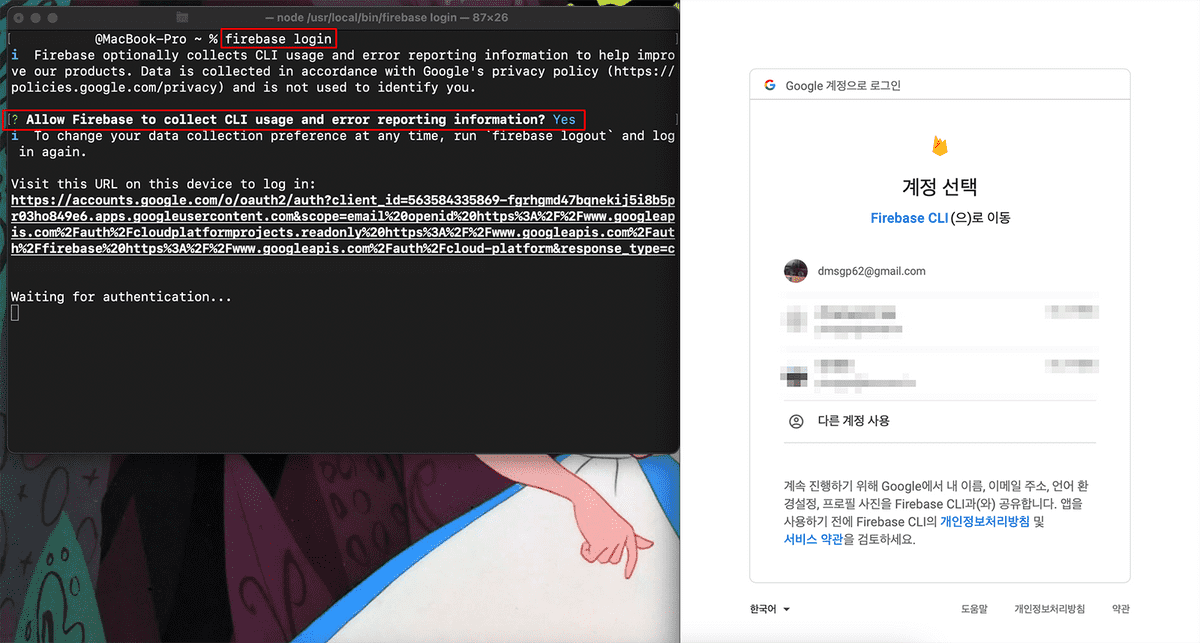 — node /usr/local/bin/firebase login — 87×26
@MacBook-Pro ~ % firebase login
i Firebase optionally collects CLI usage and error reporting information to help impro
ve our products. Data is collected in accordance with Google's privacy policy (https://
policies.google.com/privacy) and is not used to identify you.
? Allow Firebase to collect CLI usage and error reporting information? Yes
i To change your data collection preference at any time, run `firebase logout` and log
in again.
Visit this URL on this device to log in:
https://accounts.google.com/o/oauth2/auth?client_id=563584335869-fgrhgmd47bqnekij5i8b5p
r03ho849e6.apps.googleusercontent.com&scope=email%20openid%20https%3A%2F%2Fwww.googleap
is.com%2Fauth%2Fcloudplatformprojects.readonly%20https%3A%2F%2Fwww.googleapis.com%2Faut
h%2Ffirebase%20https%3A%2F%2Fwww.googleapis.com%2Fauth%2Fcloud-platform&response_type=c
Waiting for authentication...
Google 계정으로 로그인
계정 선택
Firebase CLI(으)로 이동
dmsgp62@gmail.com
다른 계정 사용
계속 진행하기 위해 Google에서 내 이름, 이메일 주소, 언어 환
경설정, 프로필 사진을 Firebase CLI과(와) 공유합니다. 앱을
사용하기 전에 Firebase CLI의 개인정보처리방침 및
서비스 약관을 검토하세요.
한국어
도움말 개인정보처리방침 약관